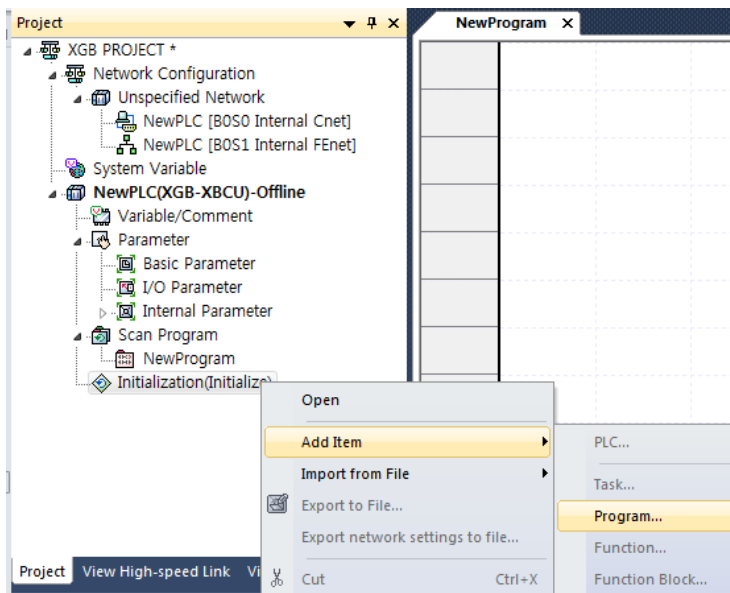 Project
NewProgram
XGB PROJECT *
Network Configuration
Unspecified Network
NewPLC [B0S0 Internal Cnet]
NewPLC [B0S1 Internal FEnet]
System Variable
NewPLC(XGB-XBCU)-Offline
Variable/Comment
Parameter
Basic Parameter
I/O Parameter
Internal Parameter
Scan Program
NewProgram
Initialization(Initialize)
Open
Add Item
PLC...
Import from File
Task...
Export to File...
Program...
Export network settings to file...
Function...
Project
View High-speed Link
Vi
Cut
Ctrl+X
Function Block...